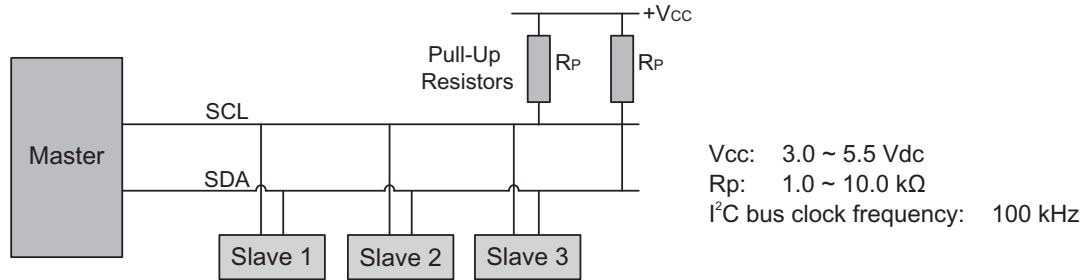 +VCC
Pull-Up
Resistors
RP
RP
SCL
Master
SDA
Slave 1
Slave 2
Slave 3
Vcc: 3.0 ~ 5.5 Vdc
Rp: 1.0 ~ 10.0 kΩ
I²C bus clock frequency: 100 kHz